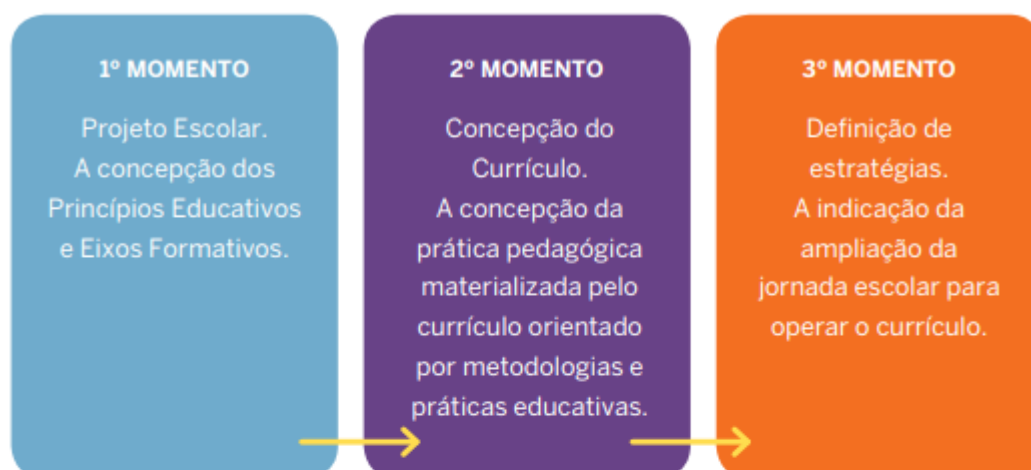 1º MOMENTO
Projeto Escolar.
A concepção dos
Princípios Educativos
e Eixos Formativos.
2º MOMENTO
Concepção do
Currículo.
A concepção da
prática pedagógica
materializada pelo
currículo orientado
por metodologias e
práticas educativas.
3º MOMENTO
Definição de
estratégias.
A indicação da
ampliação da
jornada escolar para
operar o currículo.